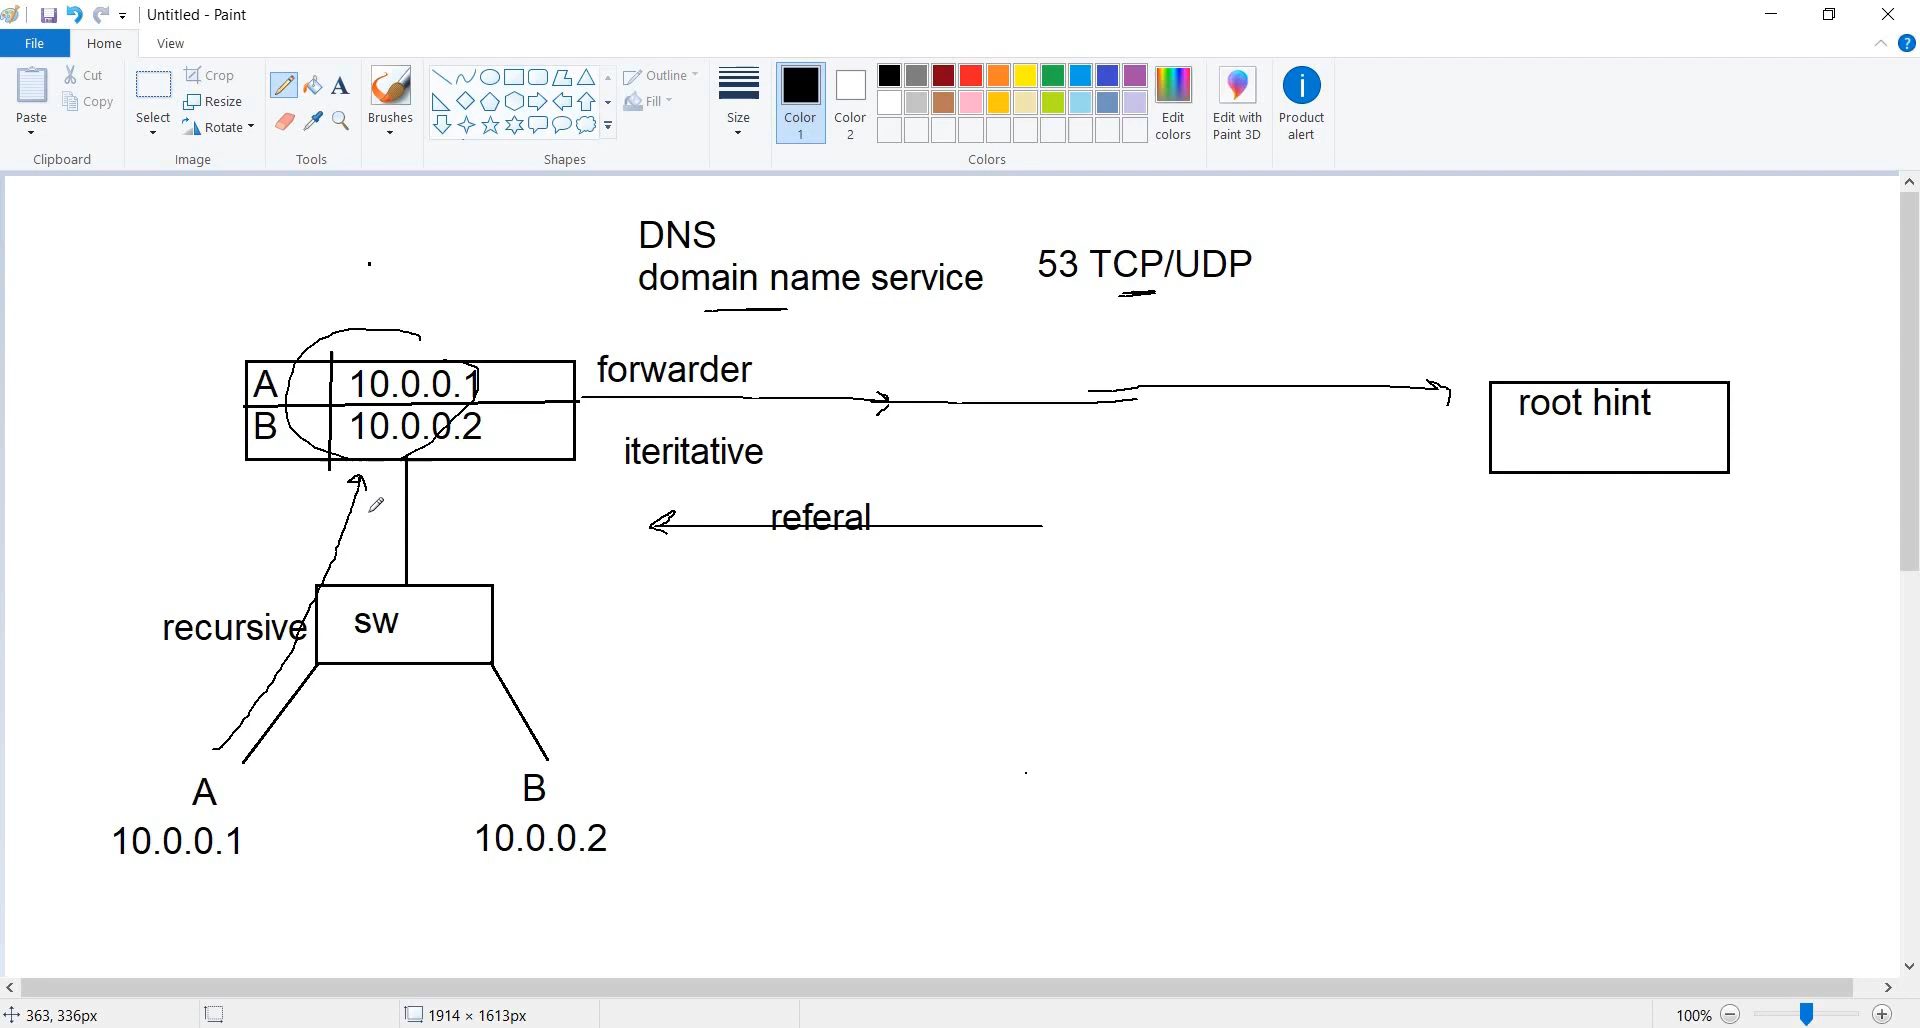 Untitled - Paint
File
Home
View
Paste
Cut
Copy
Clipboard
Select
Crop
Resize
Rotate
Image
Tools
Brushes
Shapes
Outline
Fill
Size
Color 1
Color 2
Colors
Edit colors
Edit with Paint 3D
Product alert
DNS
domain name service
53 TCP/UDP
A 10.0.0.1
B 10.0.0.2
forwarder
iteritative
referal
root hint
recursive
sw
A
10.0.0.1
B
10.0.0.2
363, 336px
1914 × 1613px
100%